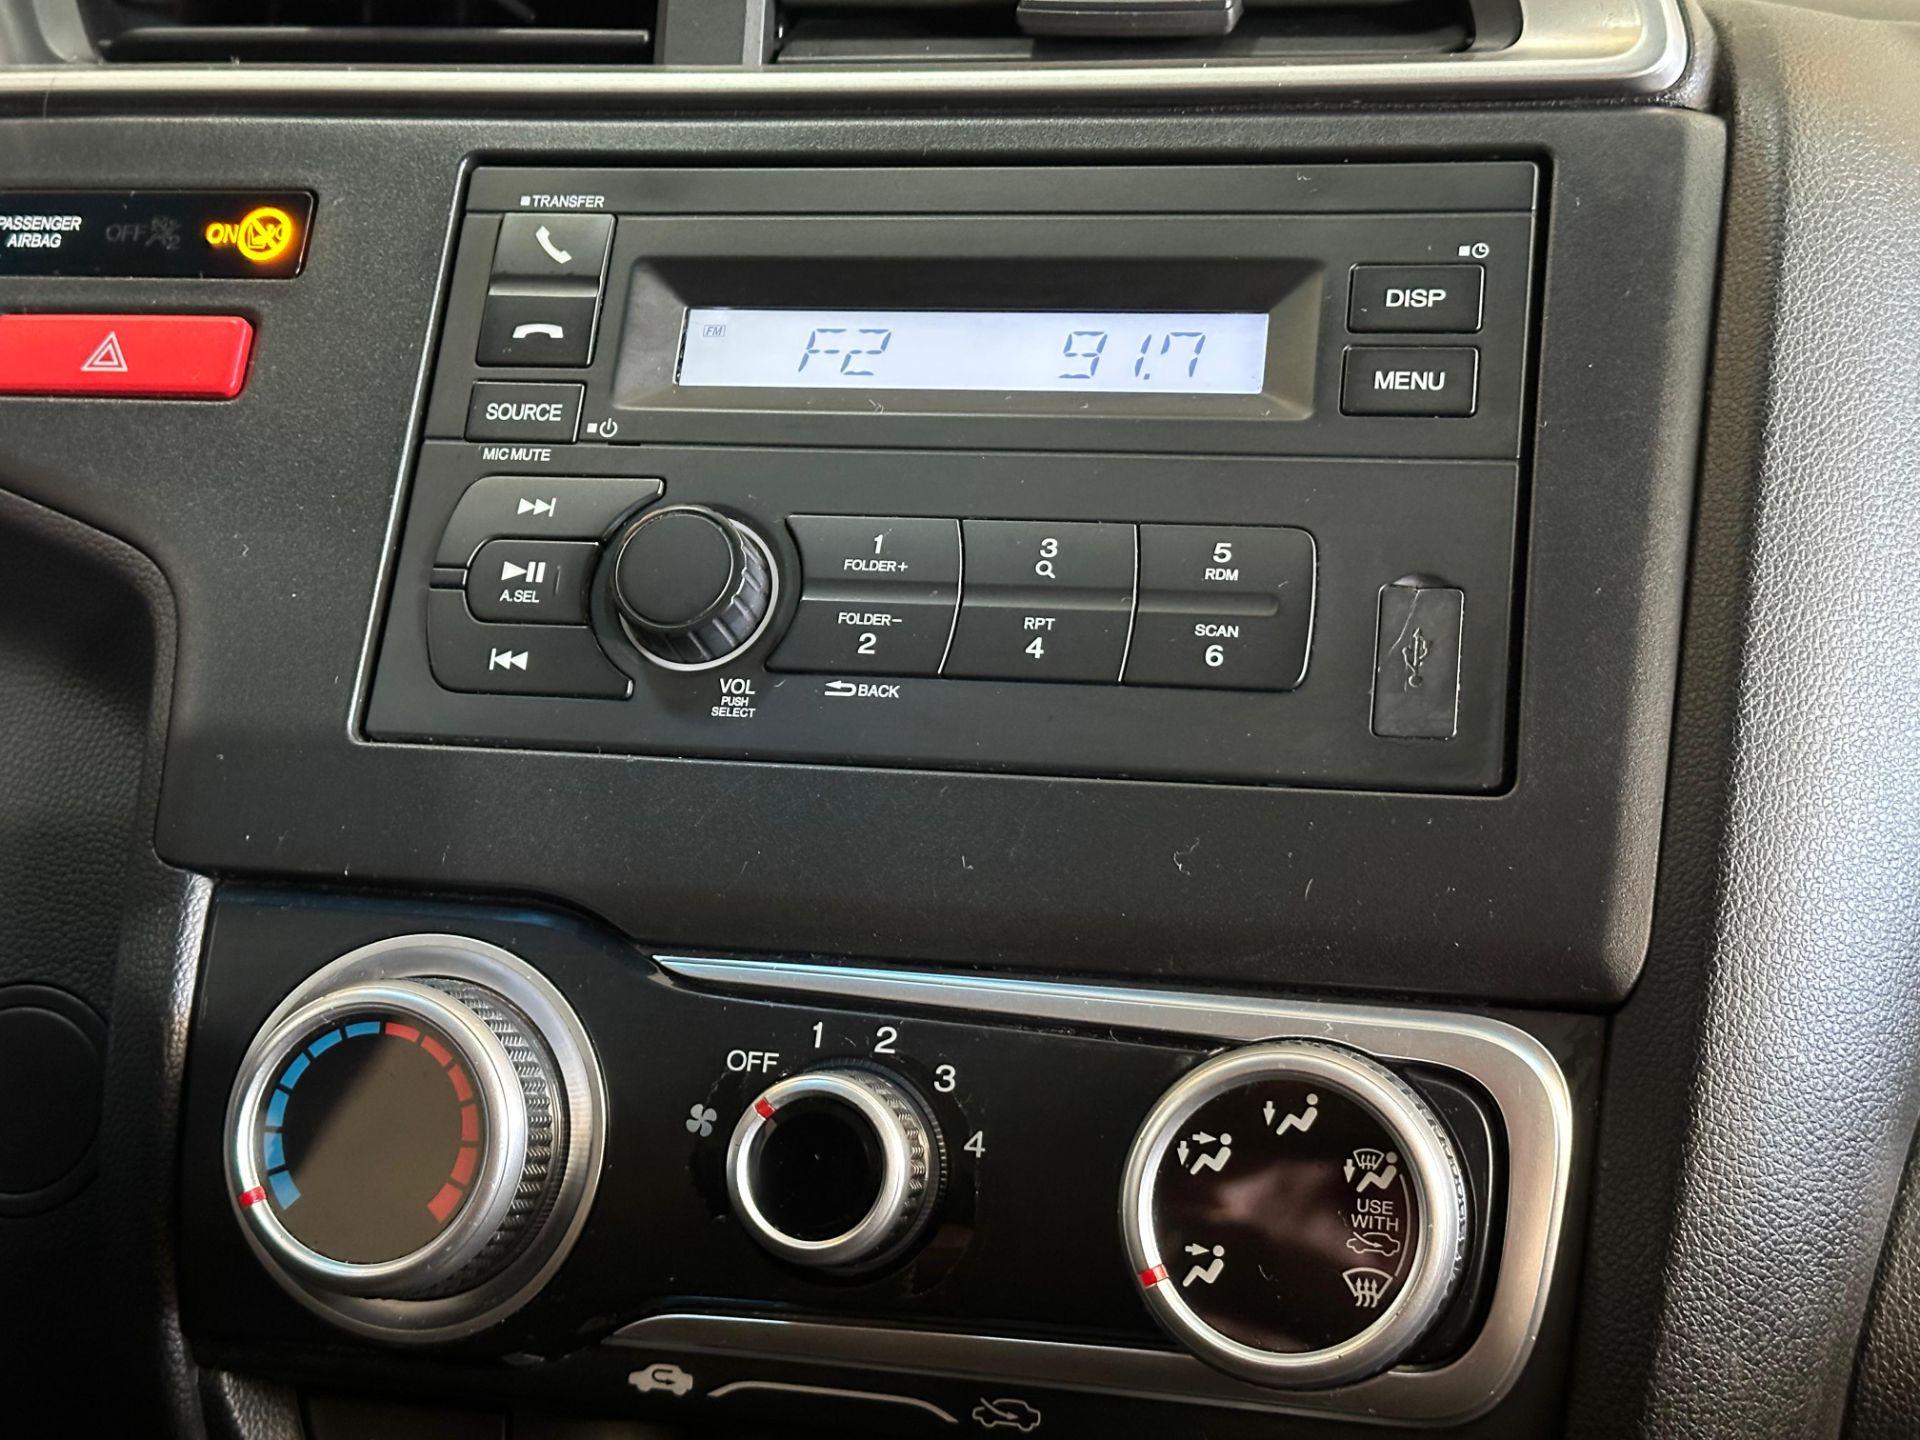 TRANSFER
PASSENGER
AIRBAG
OFF
2
ON
FM
F2 91.7
DISP
MENU
SOURCE
MIC MUTE
A.SEL
VOL
PUSH
SELECT
1
FOLDER+
3
5
RDM
FOLDER−
2
RPT
4
SCAN
6
BACK
OFF
1
2
3
4
USE
WITH